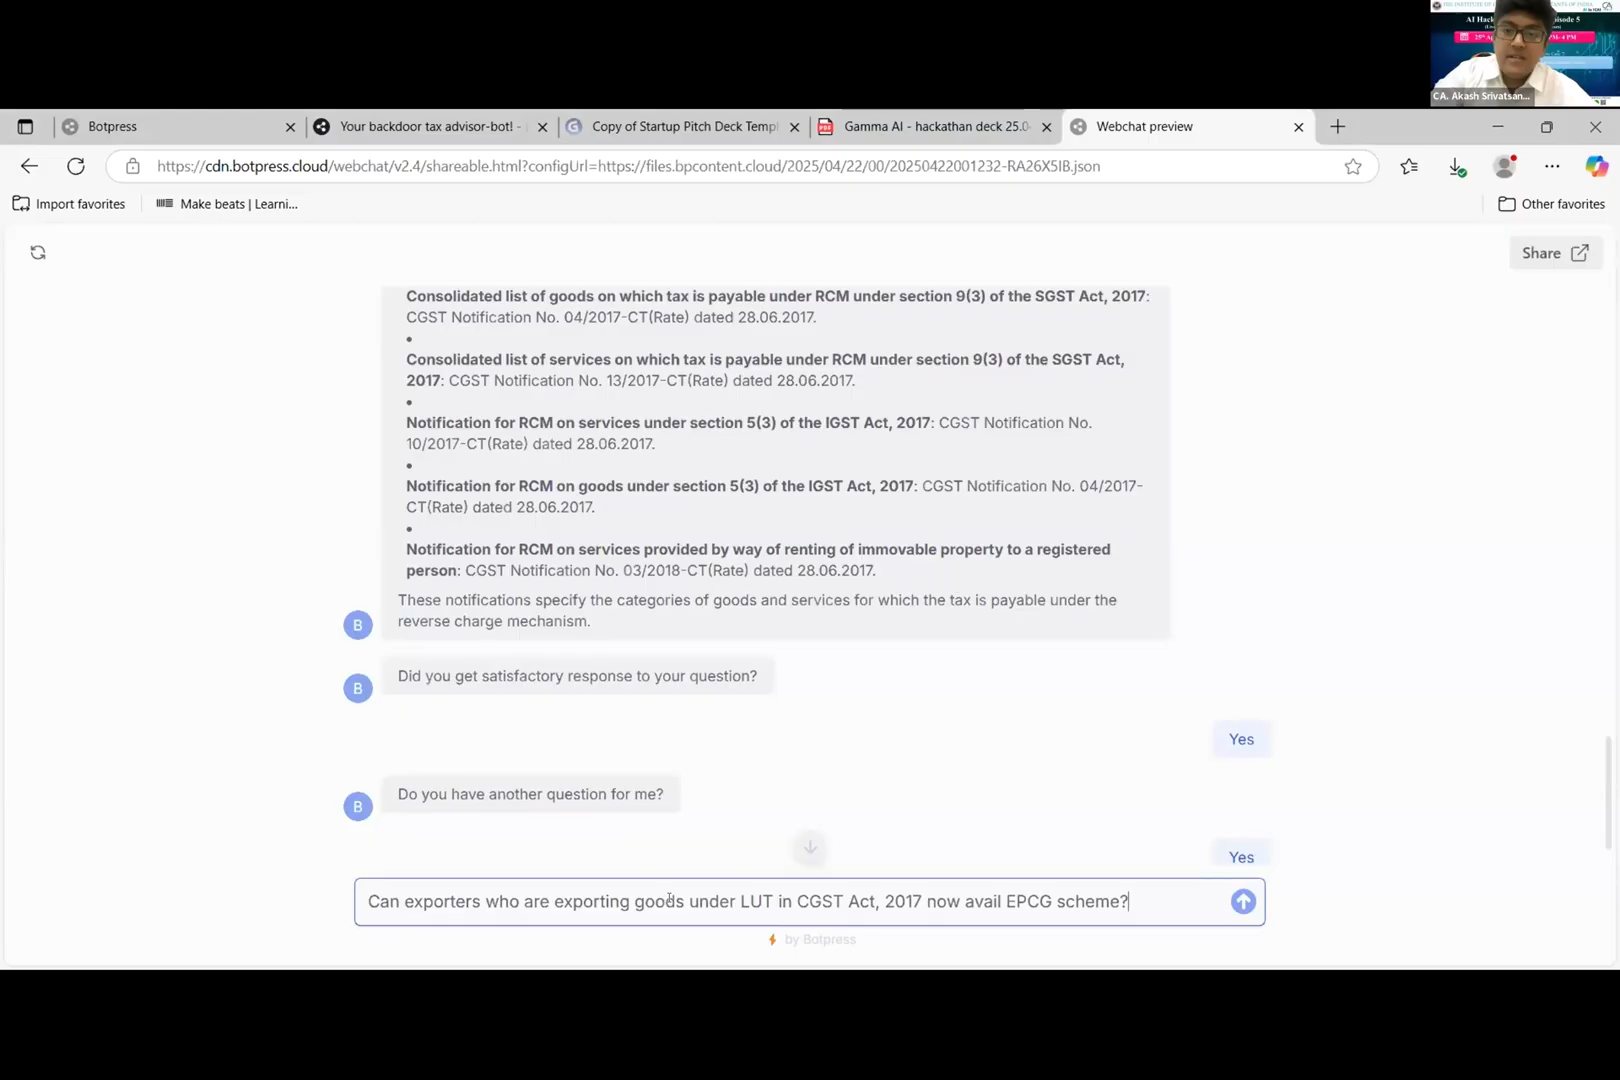 AI Hack
isode 5
25th A
PM-4 PM
CA. Akash Srivatsan...
Botpress
Your backdoor tax advisor-bot! -
Copy of Startup Pitch Deck Templ
Gamma AI - hackathan deck 25.0
Webchat preview
https://cdn.botpress.cloud/webchat/v2.4/shareable.html?configUrl=https://files.bpcontent.cloud/2025/04/22/00/20250422001232-RA26X5IB.json
Import favorites
Make beats | Learni...
Other favorites
Share
Consolidated list of goods on which tax is payable under RCM under section 9(3) of the SGST Act, 2017:
CGST Notification No. 04/2017-CT(Rate) dated 28.06.2017.
Consolidated list of services on which tax is payable under RCM under section 9(3) of the SGST Act,
2017: CGST Notification No. 13/2017-CT(Rate) dated 28.06.2017.
Notification for RCM on services under section 5(3) of the IGST Act, 2017: CGST Notification No.
10/2017-CT(Rate) dated 28.06.2017.
Notification for RCM on goods under section 5(3) of the IGST Act, 2017: CGST Notification No. 04/2017-
CT(Rate) dated 28.06.2017.
Notification for RCM on services provided by way of renting of immovable property to a registered
person: CGST Notification No. 03/2018-CT(Rate) dated 28.06.2017.
These notifications specify the categories of goods and services for which the tax is payable under the
reverse charge mechanism.
B
Did you get satisfactory response to your question?
B
Yes
Do you have another question for me?
B
Yes
Can exporters who are exporting goods under LUT in CGST Act, 2017 now avail EPCG scheme?
by Botpress